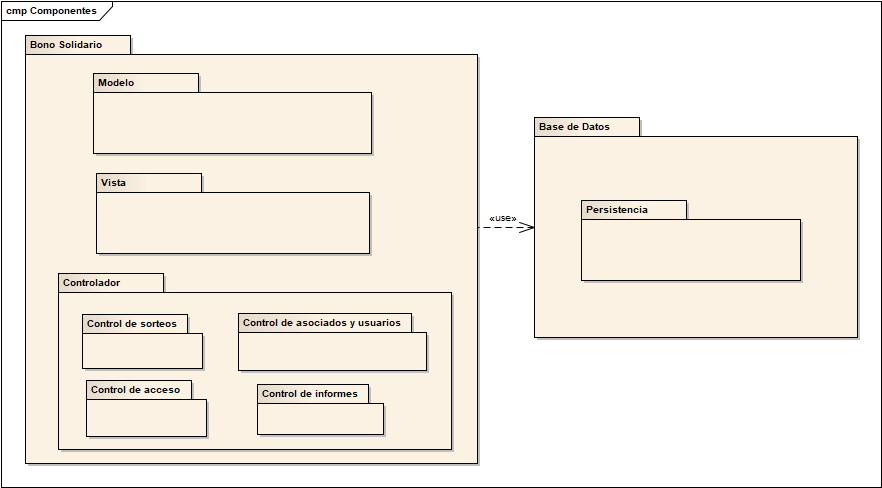 cmp Componentes
Bono Solidario
Modelo
Vista
Controlador
Control de sorteos
Control de asociados y usuarios
Control de acceso
Control de informes
«use»
Base de Datos
Persistencia